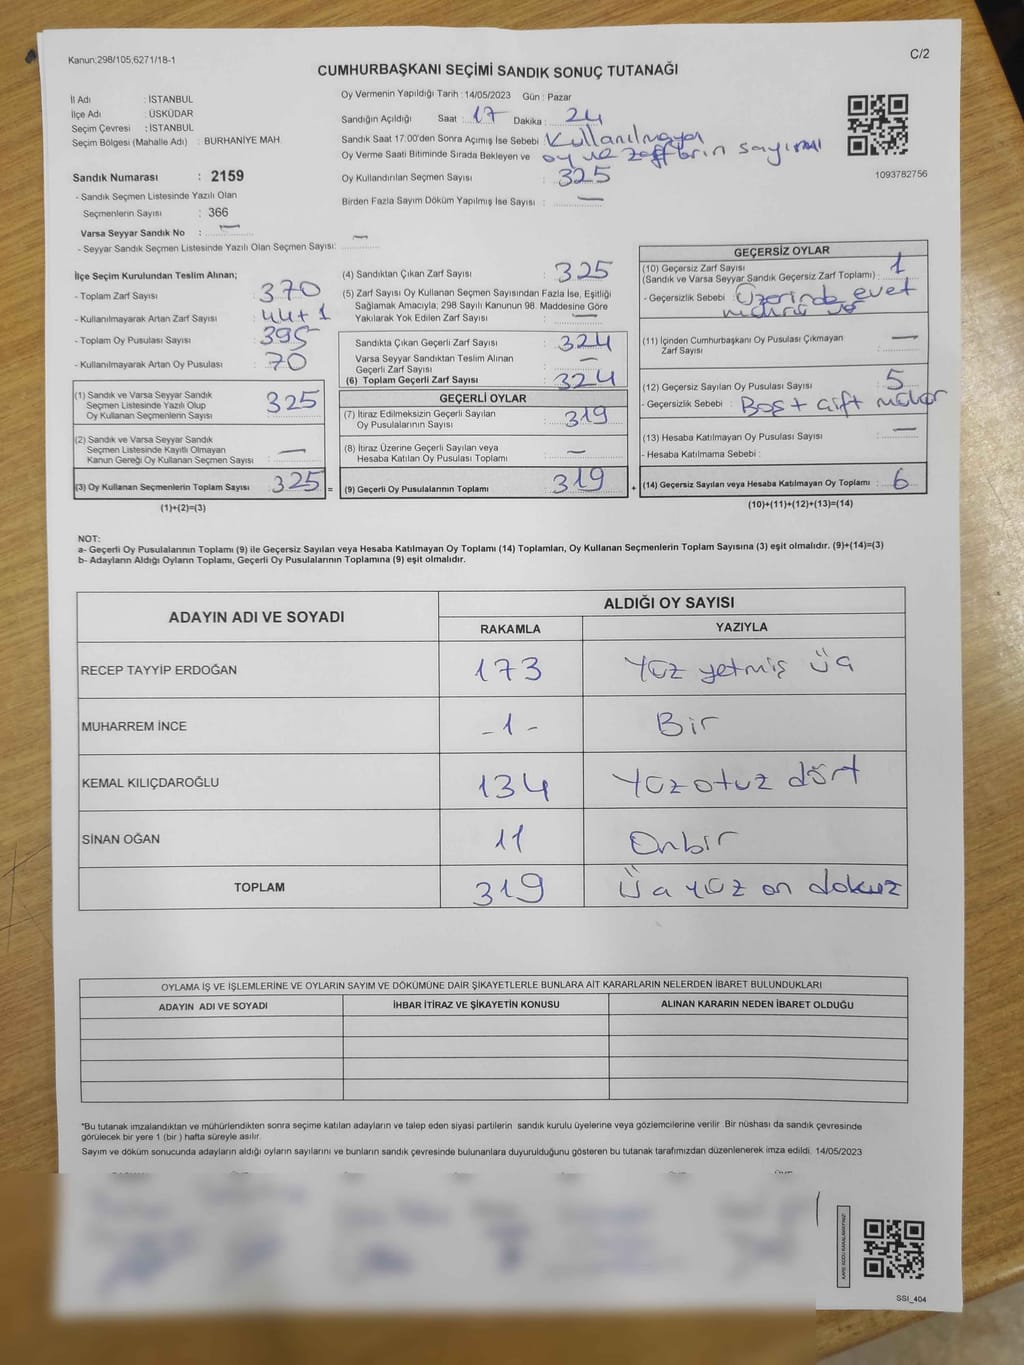 Kanun;298/105,6271/18-1
C/2
CUMHURBAŞKANI SEÇİMİ SANDIK SONUÇ TUTANAĞI
İl Adı : İSTANBUL
İlçe Adı : ÜSKÜDAR
Seçim Çevresi : İSTANBUL
Seçim Bölgesi (Mahalle Adı) : BURHANİYE MAH.
Sandık Numarası : 2159
- Sandık Seçmen Listesinde Yazılı Olan
Seçmenlerin Sayısı : 366
Varsa Seyyar Sandık No : —
- Seyyar Sandık Seçmen Listesinde Yazılı Olan Seçmen Sayısı: —
Oy Vermenin Yapıldığı Tarih :14/05/2023 Gün : Pazar
Sandığın Açıldığı Saat : 17 Dakika : 24
Sandık Saat 17:00'den Sonra Açımış İse Sebebi : Kullanılmayan
Oy Verme Saati Bitiminde Sırada Bekleyen ve oy ve zarfların sayımı
Oy Kullandırılan Seçmen Sayısı : 325
Birden Fazla Sayım Döküm Yapılmış İse Sayısı : —
1093782756
İlçe Seçim Kurulundan Teslim Alınan;
- Toplam Zarf Sayısı : 370
- Kullanılmayarak Artan Zarf Sayısı : 44+1
- Toplam Oy Pusulası Sayısı : 395
- Kullanılmayarak Artan Oy Pusulası : 70
(1) Sandık ve Varsa Seyyar Sandık
Seçmen Listesinde Yazılı Olup
Oy Kullanan Seçmenlerin Sayısı : 325
(2) Sandık ve Varsa Seyyar Sandık
Seçmen Listesinde Kayıtlı Olmayan
Kanun Gereği Oy Kullanan Seçmen Sayısı : —
(3) Oy Kullanan Seçmenlerin Toplam Sayısı : 325 =
(1)+(2)=(3)
(4) Sandıktan Çıkan Zarf Sayısı : 325
(5) Zarf Sayısı Oy Kullanan Seçmen Sayısından Fazla İse, Eşitliği
Sağlamak Amacıyla; 298 Sayılı Kanunun 98. Maddesine Göre
Yakılarak Yok Edilen Zarf Sayısı : —
Sandıkta Çıkan Geçerli Zarf Sayısı : 324
Varsa Seyyar Sandıktan Teslim Alınan
Geçerli Zarf Sayısı : —
(6) Toplam Geçerli Zarf Sayısı : 324
GEÇERLİ OYLAR
(7) İtiraz Edilmeksizin Geçerli Sayılan
Oy Pusulalarının Sayısı : 319
(8) İtiraz Üzerine Geçerli Sayılan veya
Hesaba Katılan Oy Pusulası Toplamı : —
(9) Geçerli Oy Pusulalarının Toplamı : 319 +
GEÇERSİZ OYLAR
(10) Geçersiz Zarf Sayısı
(Sandık ve Varsa Seyyar Sandık Geçersiz Zarf Toplamı) : 1
- Geçersizlik Sebebi : Üzerinde evet
mührü var
(11) İçinden Cumhurbaşkanı Oy Pusulası Çıkmayan
Zarf Sayısı : —
(12) Geçersiz Sayılan Oy Pusulası Sayısı : 5
- Geçersizlik Sebebi : Boş + çift mühür
(13) Hesaba Katılmayan Oy Pusulası Sayısı : —
- Hesaba Katılmama Sebebi :
(14) Geçersiz Sayılan veya Hesaba Katılmayan Oy Toplamı : 6
(10)+(11)+(12)+(13)=(14)
NOT:
a- Geçerli Oy Pusulalarının Toplamı (9) ile Geçersiz Sayılan veya Hesaba Katılmayan Oy Toplamı (14) Toplamları, Oy Kullanan Seçmenlerin Toplam Sayısına (3) eşit olmalıdır. (9)+(14)=(3)
b- Adayların Aldığı Oyların Toplamı, Geçerli Oy Pusulalarının Toplamına (9) eşit olmalıdır.
ADAYIN ADI VE SOYADI
ALDIĞI OY SAYISI
RAKAMLA YAZIYLA
RECEP TAYYİP ERDOĞAN 173 Yüz yetmiş üç
MUHARREM İNCE -1- Bir
KEMAL KILIÇDAROĞLU 134 Yüz otuz dört
SİNAN OĞAN 11 Onbir
TOPLAM 319 Üç yüz on dokuz
OYLAMA İŞ VE İŞLEMLERİNE VE OYLARIN SAYIM VE DÖKÜMÜNE DAİR ŞİKAYETLERLE BUNLARA AİT KARARLARIN NELERDEN İBARET BULUNDUKLARI
ADAYIN ADI VE SOYADI İHBAR İTİRAZ VE ŞİKAYETİN KONUSU ALINAN KARARIN NEDEN İBARET OLDUĞU
*Bu tutanak imzalandıktan ve mühürlendikten sonra seçime katılan adayların ve talep eden siyasi partilerin sandık kurulu üyelerine veya gözlemcilerine verilir. Bir nüshası da sandık çevresinde
görülecek bir yere 1 (bir ) hafta süreyle asılır.
Sayım ve döküm sonucunda adayların aldığı oyların sayılarını ve bunların sandık çevresinde bulunanlara duyurulduğunu gösteren bu tutanak tarafımızdan düzenlenerek imza edildi. 14/05/2023
KARE KODU KARALAMAYINIZ!
SSI_404